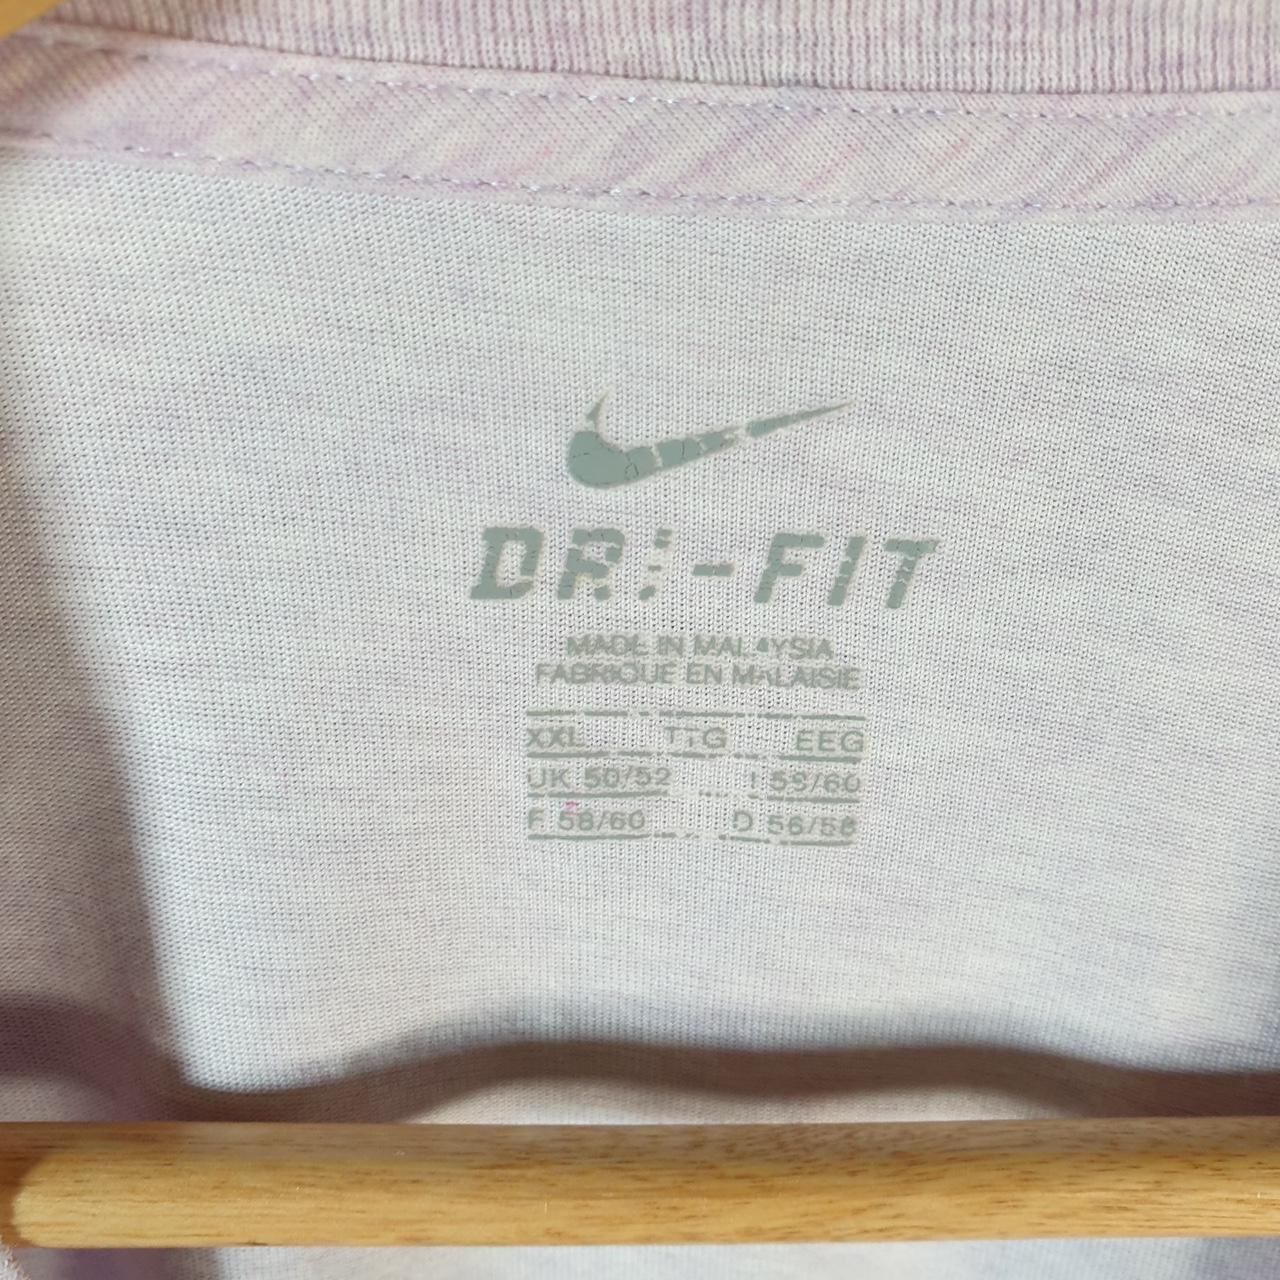 DRI-FIT
MADE IN MALAYSIA
FABRIQUE EN MALAISIE
XXL TTG EEG
UK 50/52 I 58/60
F 58/60 D 56/58